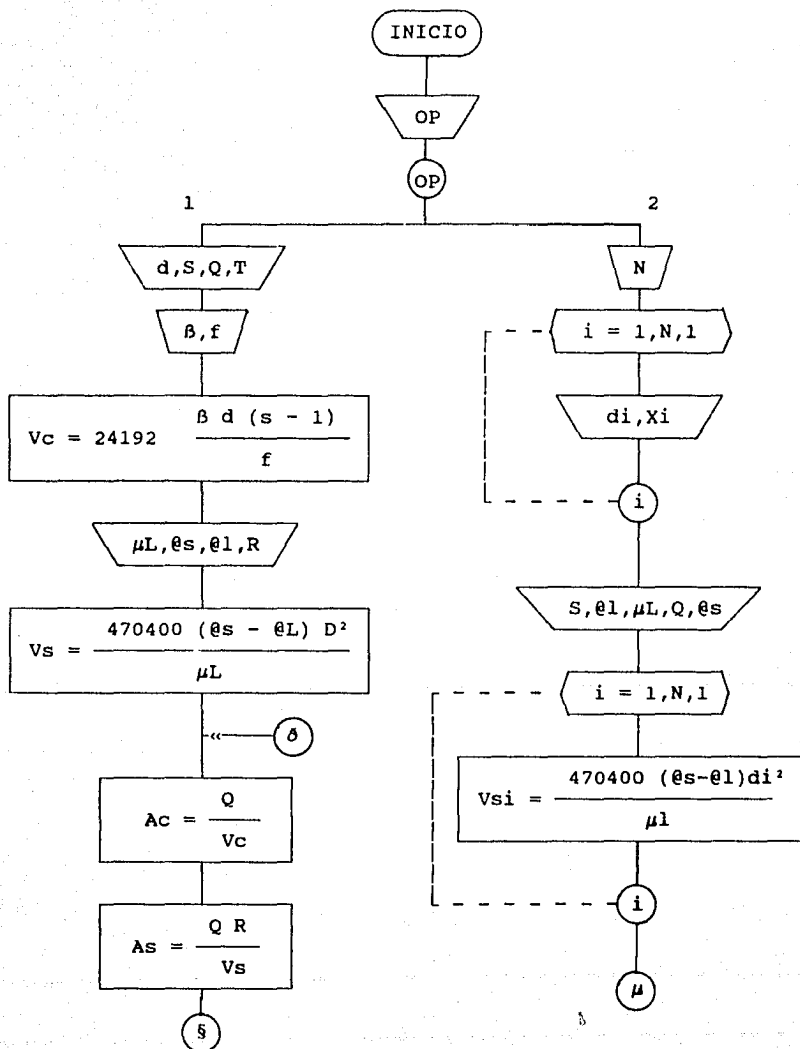 INICIO
OP
OP
1
2
d,S,Q,T
ß,f
Vc = 24192 ß d (s - 1)
f
µL,@s,@l,R
Vs = 470400 (@s - @L) D²
µL
«
δ
Ac = Q
Vc
As = Q R
Vs
§
N
i = 1,N,1
di,Xi
i
S,@l,µL,Q,@s
i = 1,N,1
Vsi = 470400 (@s-@l)di²
µl
i
µ